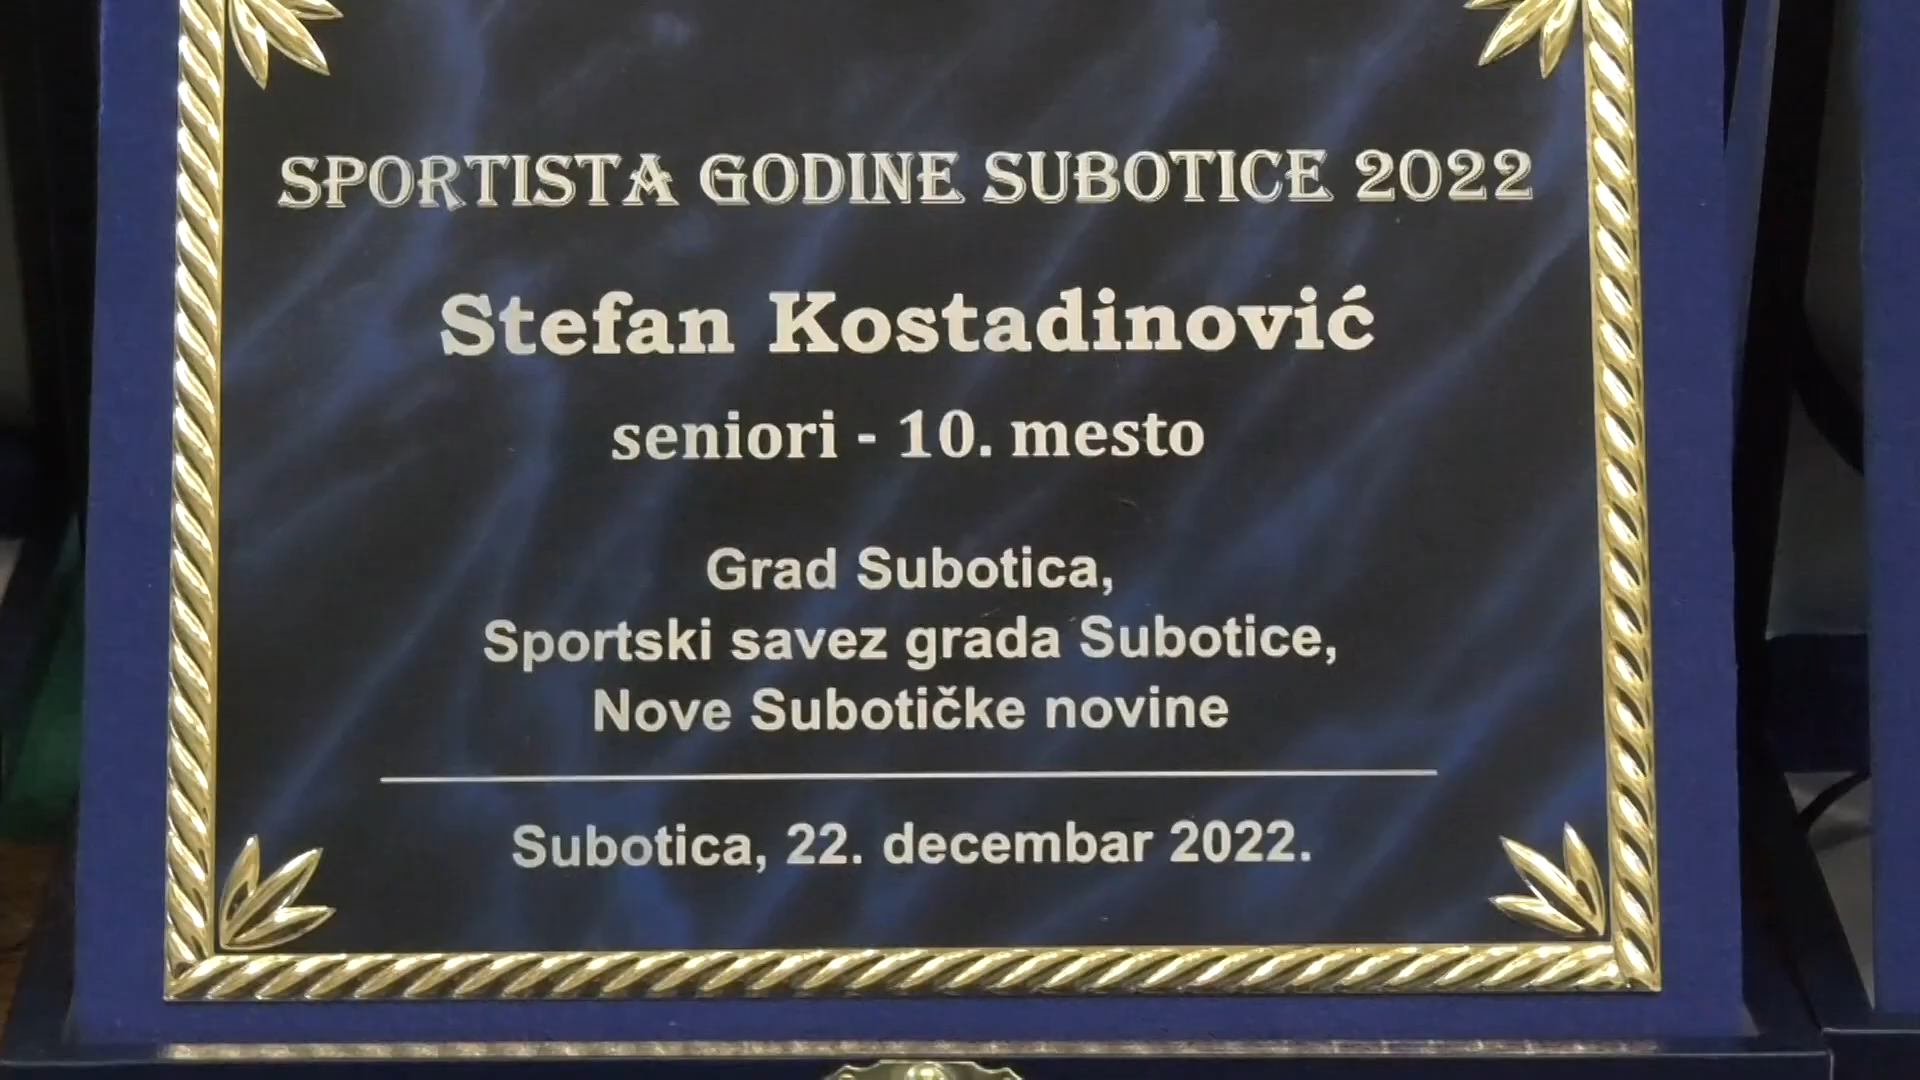 SPORTISTA GODINE SUBOTICE 2022
Stefan Kostadinović
seniori - 10. mesto
Grad Subotica,
Sportski savez grada Subotice,
Nove Subotičke novine
Subotica, 22. decembar 2022.